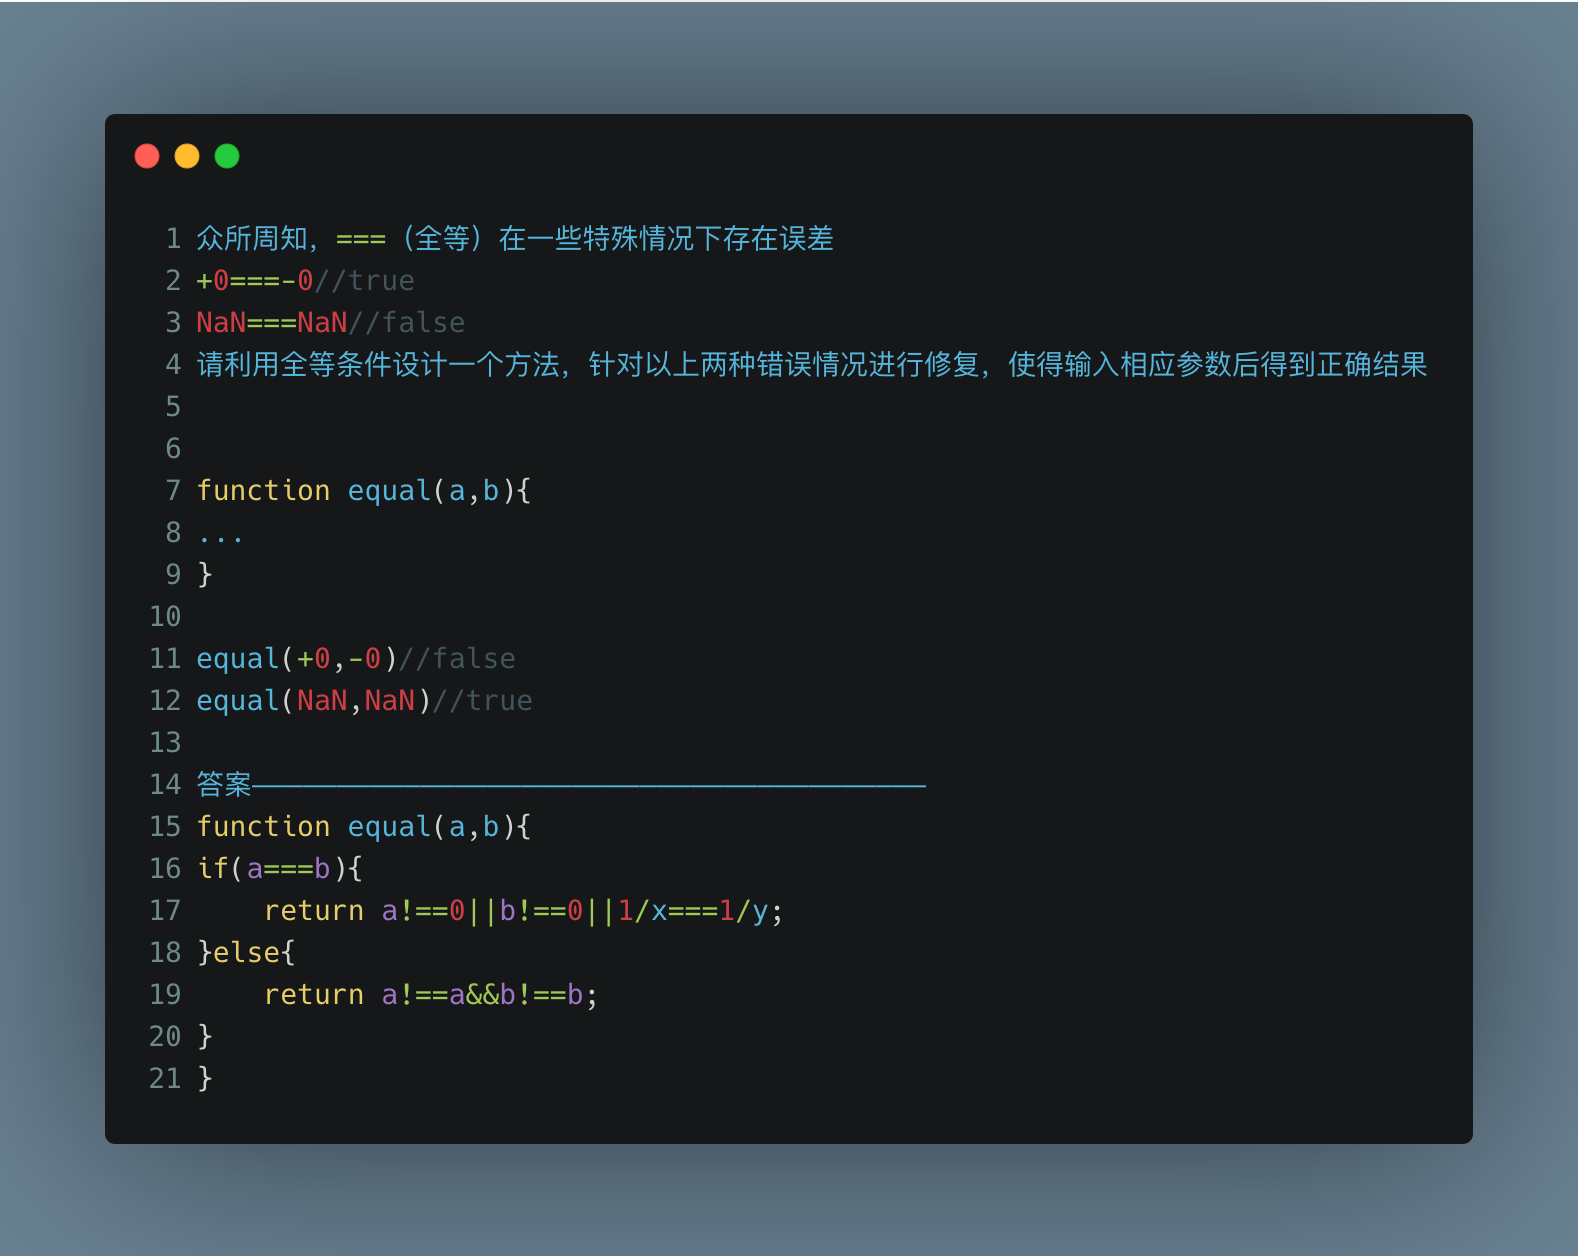 1 众所周知，===（全等）在一些特殊情况下存在误差
2 +0===-0//true
3 NaN===NaN//false
4 请利用全等条件设计一个方法，针对以上两种错误情况进行修复，使得输入相应参数后得到正确结果
5
6
7 function equal(a,b){
8 ...
9 }
10
11 equal(+0,-0)//false
12 equal(NaN,NaN)//true
13
14 答案————————————————————————
15 function equal(a,b){
16 if(a===b){
17     return a!==0||b!==0||1/x===1/y;
18 }else{
19     return a!==a&&b!==b;
20 }
21 }